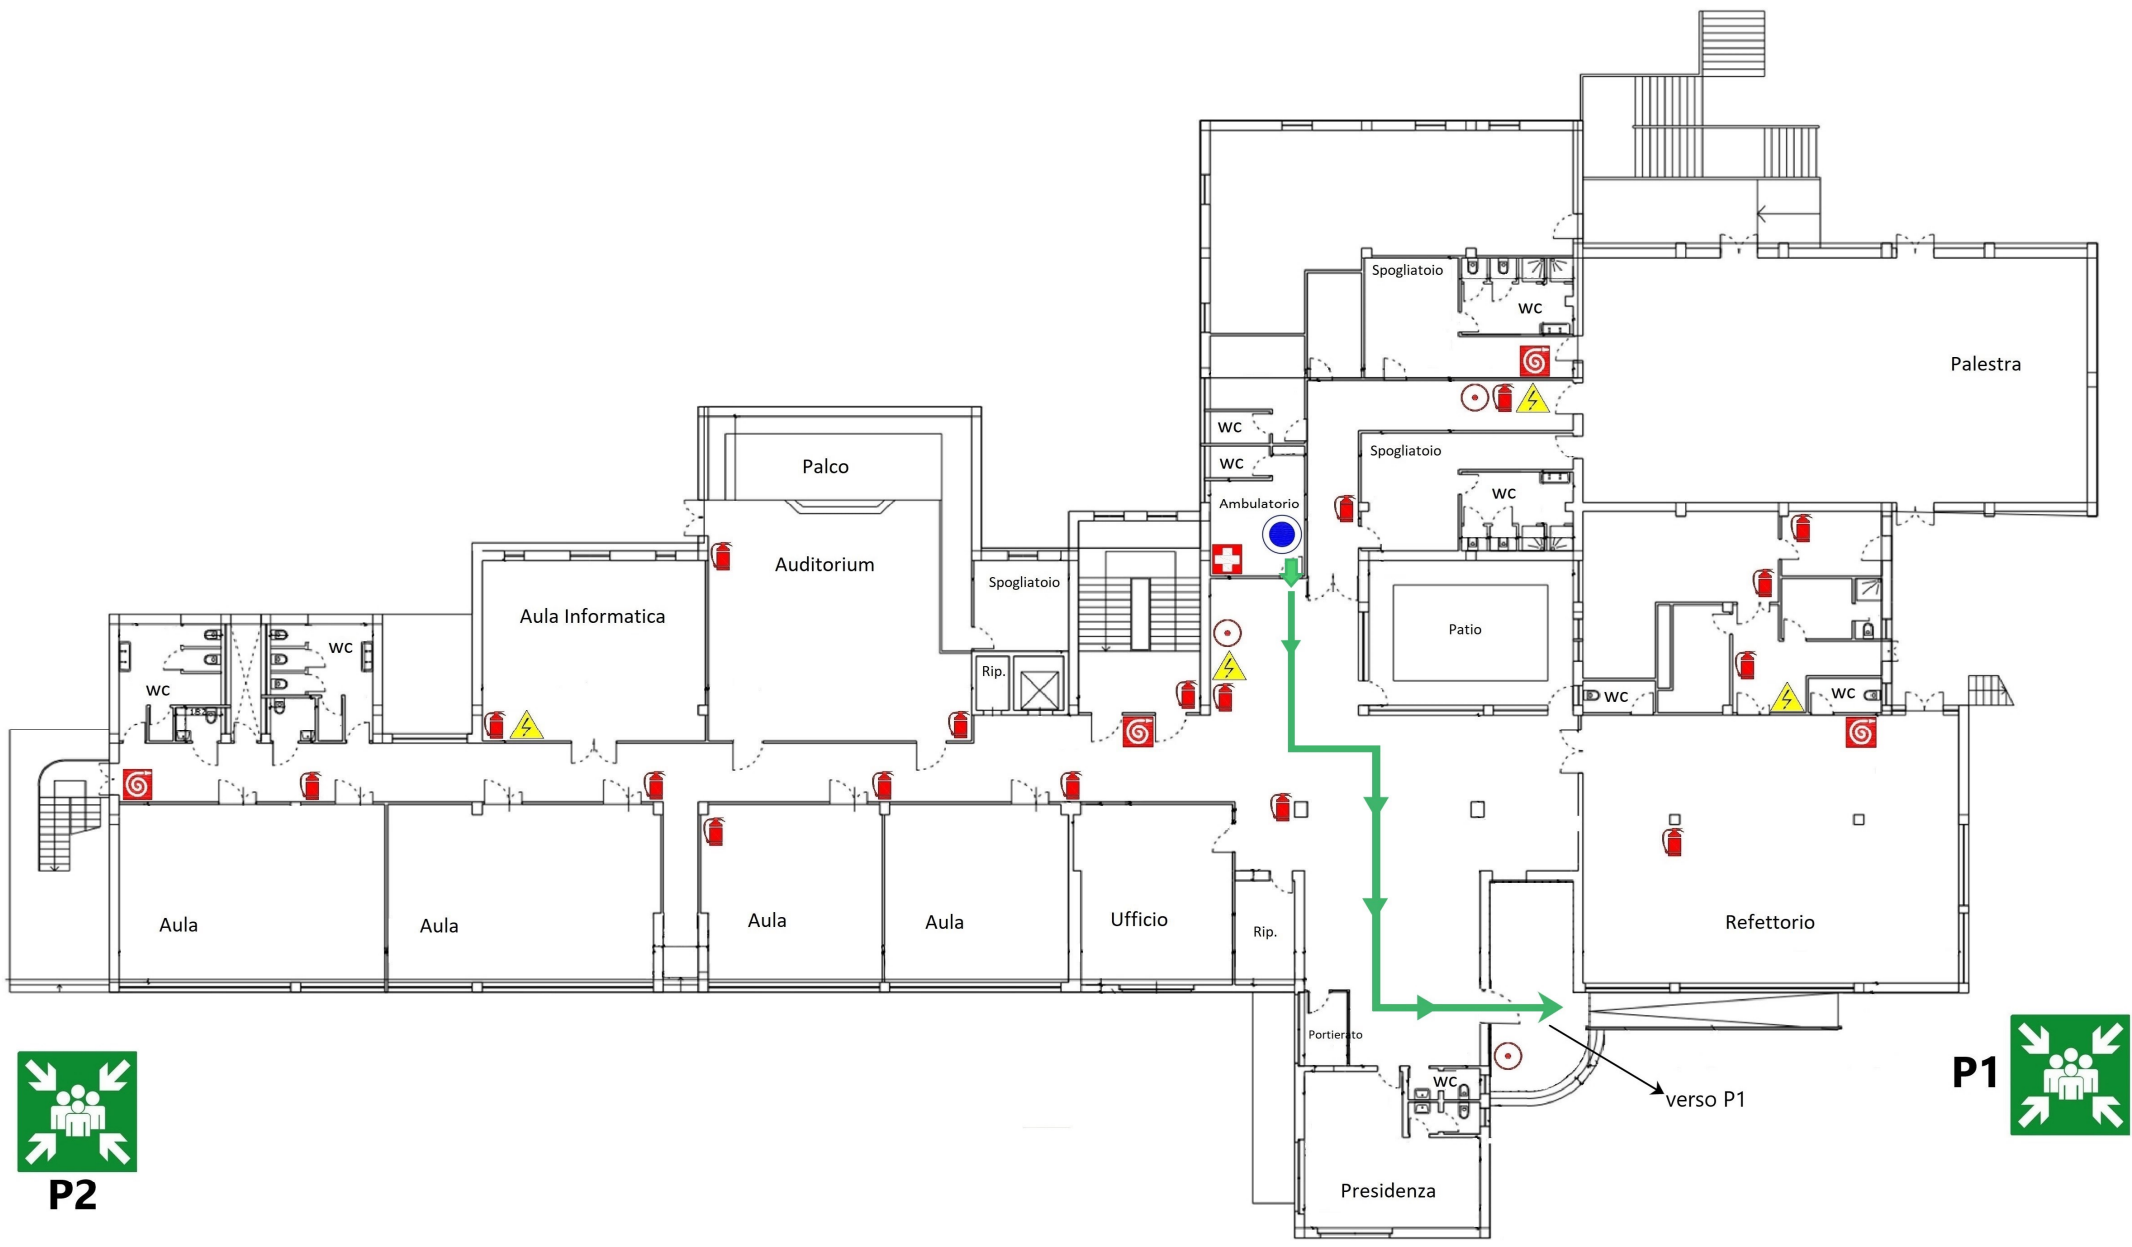 Spogliatoio
WC
Palestra
WC
Spogliatoio
WC
Palco
WC
Ambulatorio
Auditorium
Spogliatoio
Aula Informatica
Patio
WC
Rip.
WC
WC
WC
Aula
Aula
Aula
Aula
Ufficio
Rip.
Refettorio
Portierato
WC
verso P1
P1
Presidenza
P2